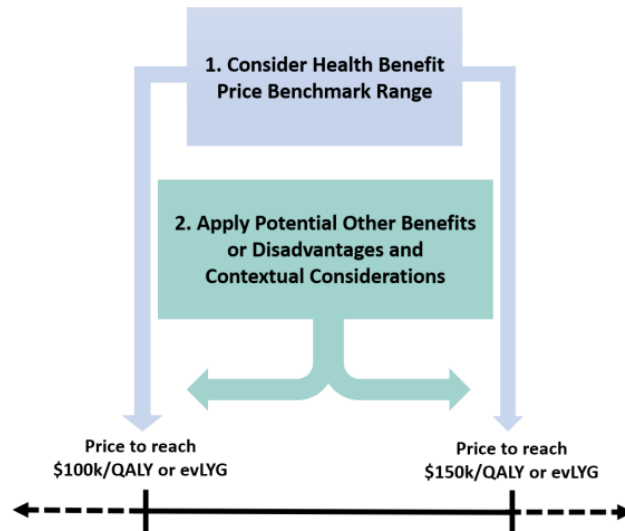 1. Consider Health Benefit
Price Benchmark Range
2. Apply Potential Other Benefits
or Disadvantages and
Contextual Considerations
Price to reach
$100k/QALY or evLYG
Price to reach
$150k/QALY or evLYG